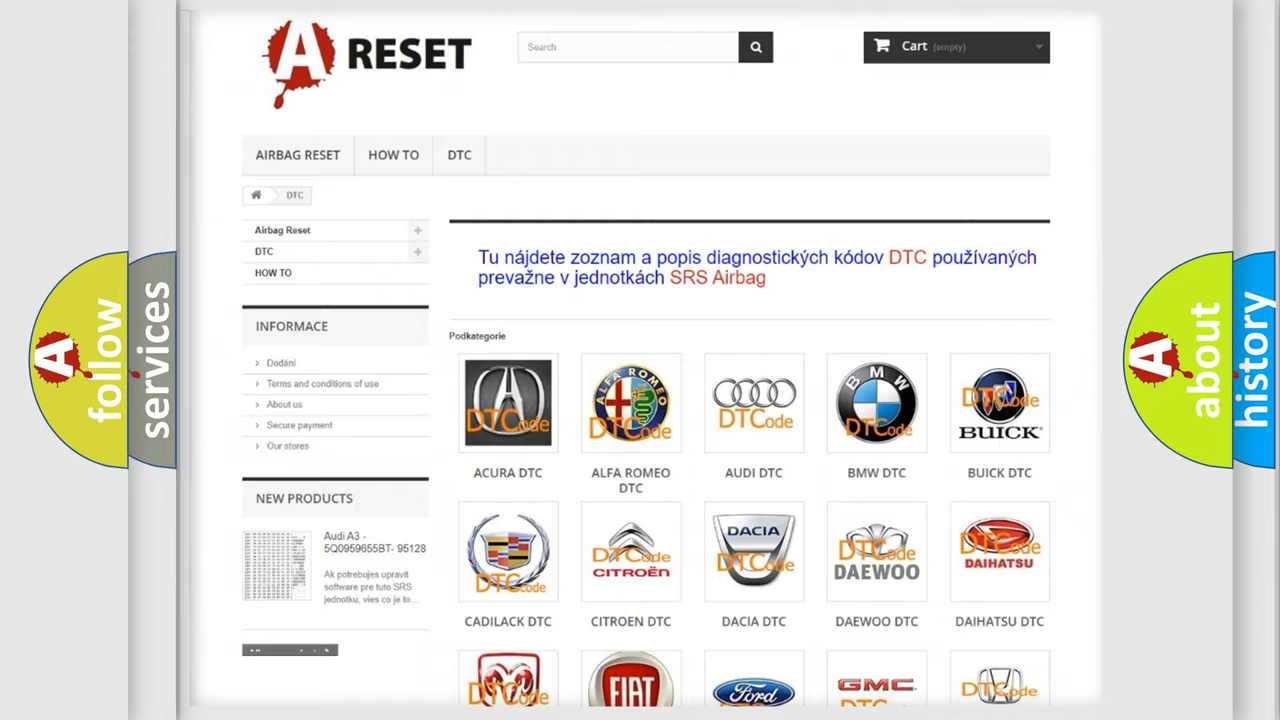 A RESET
Search
Cart (empty)
AIRBAG RESET
HOW TO
DTC
DTC
Airbag Reset
DTC
HOW TO
INFORMACE
Dodání
Terms and conditions of use
About us
Secure payment
Our stores
NEW PRODUCTS
Audi A3 -
5Q0959655BT- 95128
Ak potrebujes upravit
software pre tuto SRS
jednotku, vies co je to...
Tu nájdete zoznam a popis diagnostických kódov DTC používaných
prevažne v jednotkách SRS Airbag
Podkategorie
DTCode
ACURA DTC
ALFA ROMEO
DTCode
ALFA ROMEO
DTC
DTCode
AUDI DTC
BMW
DTCode
BMW DTC
DTCode
BUICK
BUICK DTC
DTCode
CADILACK DTC
DTCode
CITROËN
CITROEN DTC
DACIA
DTCode
DACIA DTC
DTCode
DAEWOO
DAEWOO DTC
DTCode
DAIHATSU
DAIHATSU DTC
DTCode
FIAT
Ford
GMC
DTCode
A follow
services
A about
history